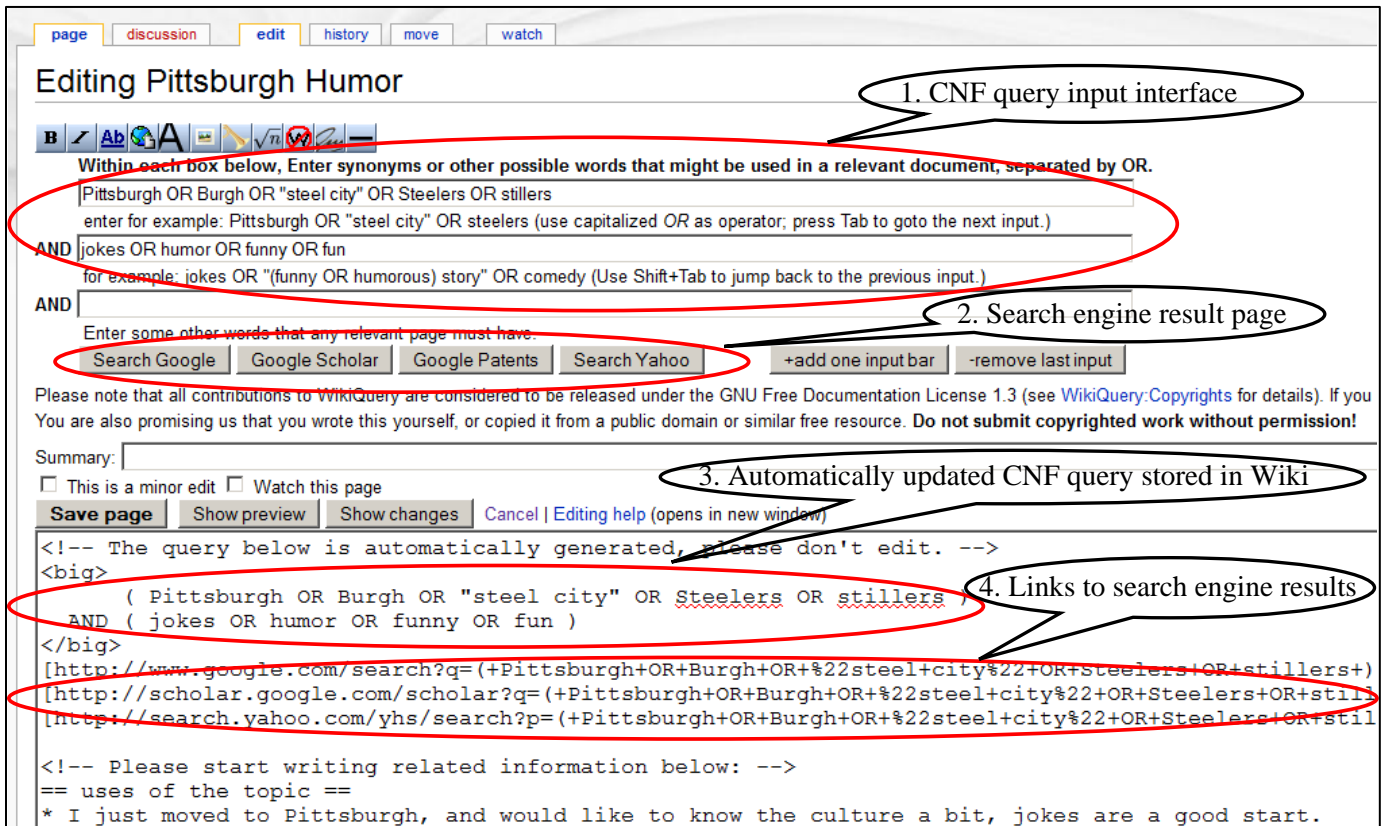 page discussion edit history move watch
Editing Pittsburgh Humor
1. CNF query input interface
B I Ab A √n W
Within each box below, Enter synonyms or other possible words that might be used in a relevant document, separated by OR.
Pittsburgh OR Burgh OR "steel city" OR Steelers OR stillers
enter for example: Pittsburgh OR "steel city" OR steelers (use capitalized OR as operator; press Tab to goto the next input.)
AND jokes OR humor OR funny OR fun
for example: jokes OR "(funny OR humorous) story" OR comedy (Use Shift+Tab to jump back to the previous input.)
AND
2. Search engine result page
Enter some other words that any relevant page must have.
Search Google Google Scholar Google Patents Search Yahoo +add one input bar -remove last input
Please note that all contributions to WikiQuery are considered to be released under the GNU Free Documentation License 1.3 (see WikiQuery:Copyrights for details). If you
You are also promising us that you wrote this yourself, or copied it from a public domain or similar free resource. Do not submit copyrighted work without permission!
Summary:
3. Automatically updated CNF query stored in Wiki
This is a minor edit Watch this page
Save page Show preview Show changes Cancel | Editing help (opens in new window)
<!-- The query below is automatically generated, please don't edit. -->
<big>
( Pittsburgh OR Burgh OR "steel city" OR Steelers OR stillers )
4. Links to search engine results
AND ( jokes OR humor OR funny OR fun )
</big>
[http://www.google.com/search?q=(+Pittsburgh+OR+Burgh+OR+%22steel+city%22+OR+Steelers+OR+stillers+)
[http://scholar.google.com/scholar?q=(+Pittsburgh+OR+Burgh+OR+%22steel+city%22+OR+Steelers+OR+still
[http://search.yahoo.com/yhs/search?p=(+Pittsburgh+OR+Burgh+OR+%22steel+city%22+OR+Steelers+OR+stil
<!-- Please start writing related information below: -->
== uses of the topic ==
* I just moved to Pittsburgh, and would like to know the culture a bit, jokes are a good start.